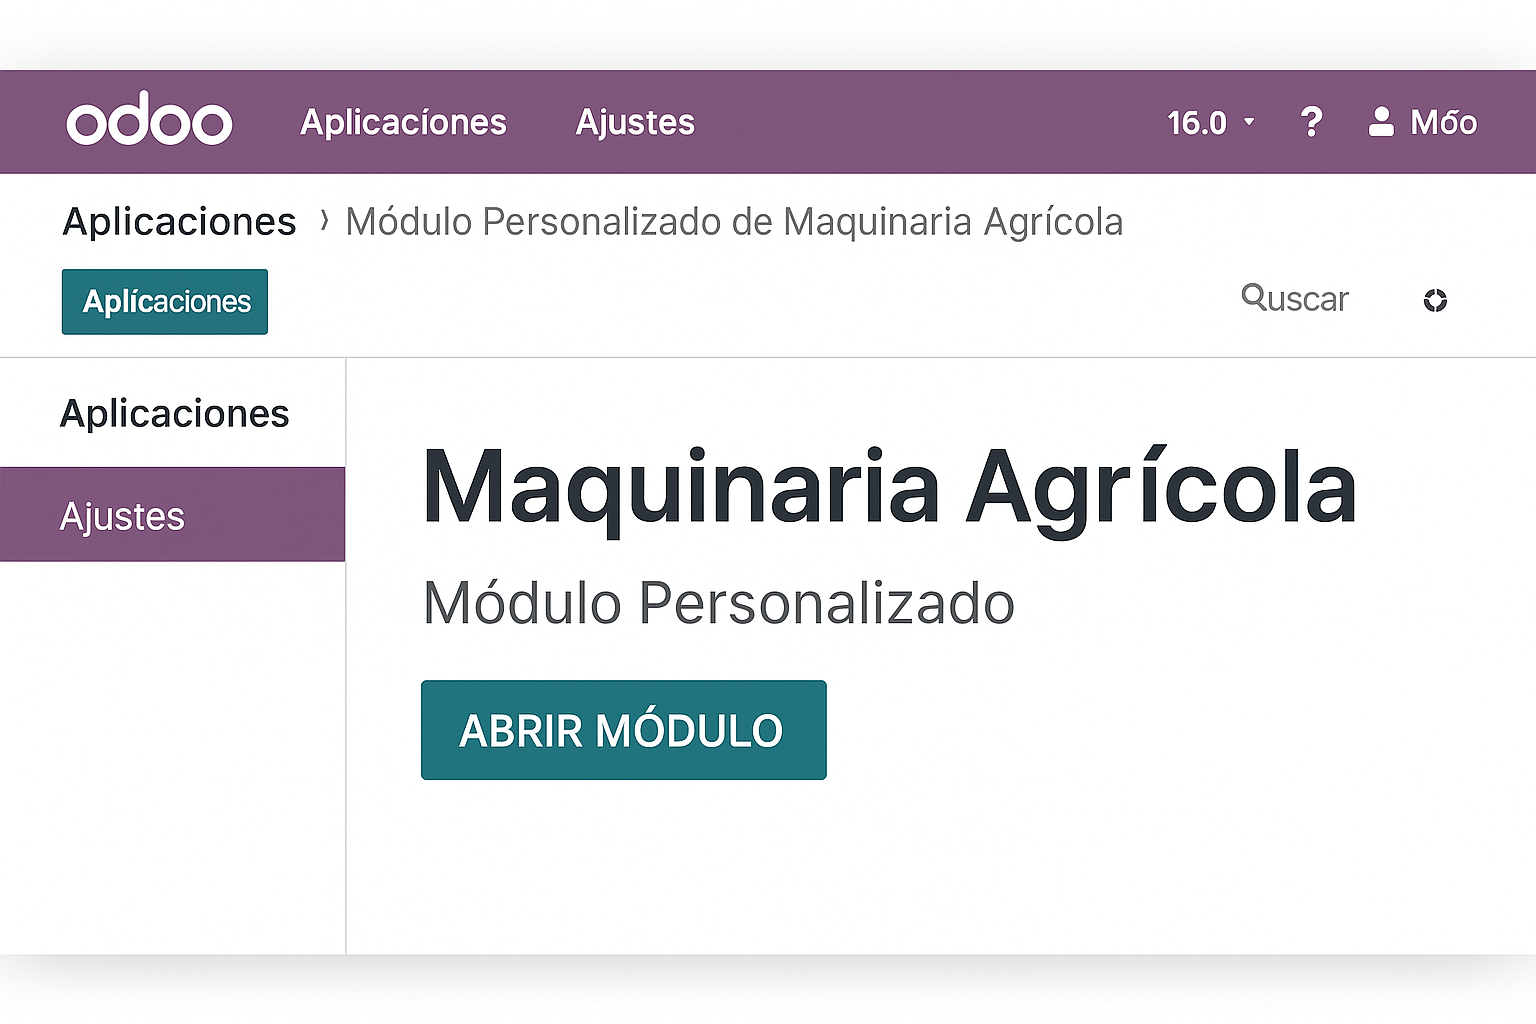 odoo Aplicacíones Ajustes 16.0 ? Móo
Aplicaciones › Módulo Personalizado de Maquinaria Agrícola
Aplícaciones
Quscar
Aplicaciones
Ajustes
Maquinaria Agrícola
Módulo Personalizado
ABRIR MÓDULO